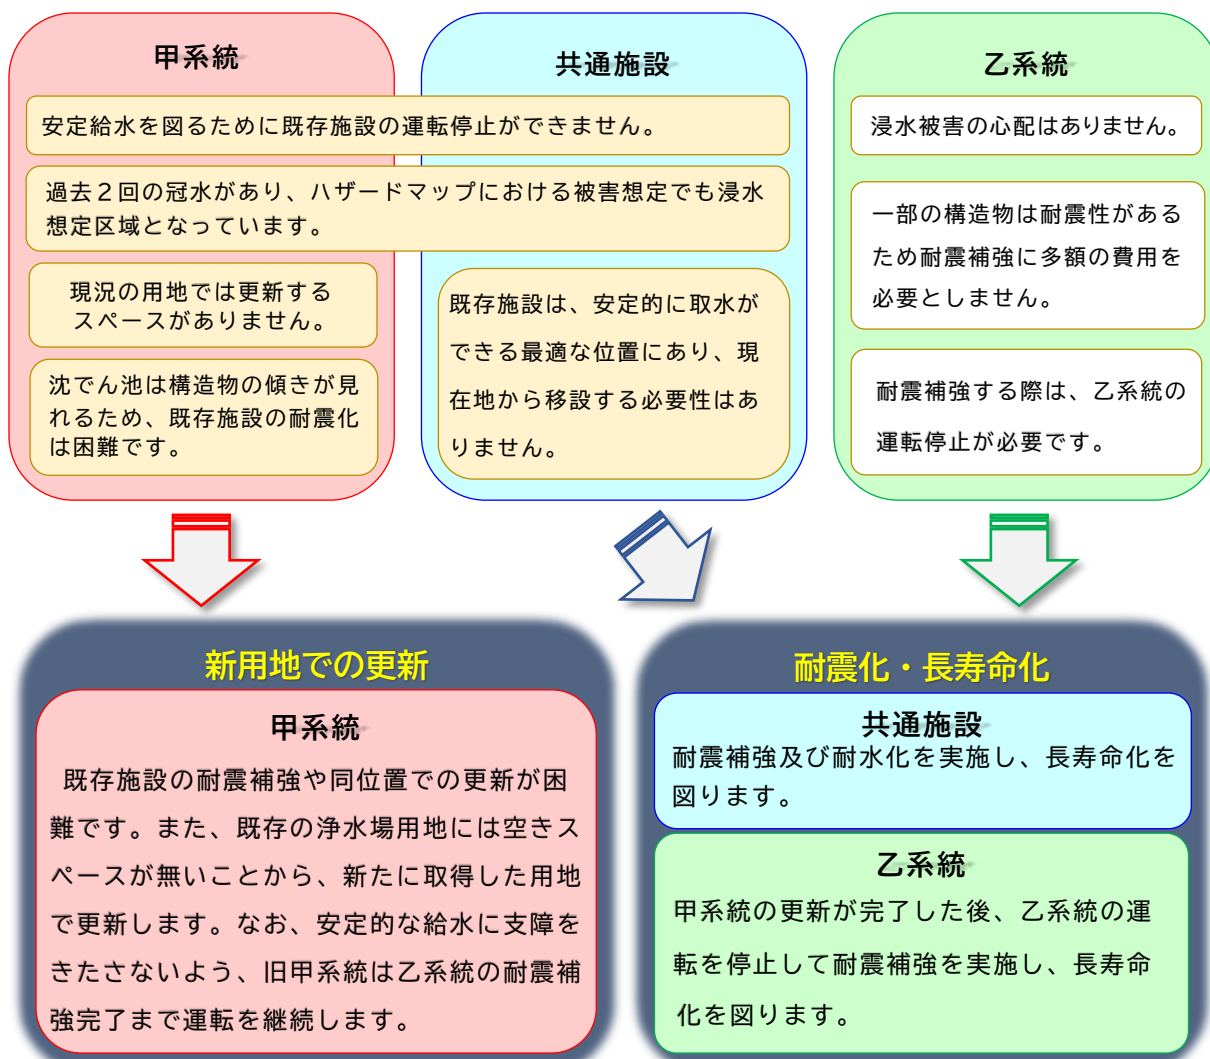 甲系統
共通施設
安定給水を図るために既存施設の運転停止ができません。
過去２回の冠水があり、ハザードマップにおける被害想定でも浸水
想定区域となっています。
現況の用地では更新する
スペースがありません。
沈でん池は構造物の傾きが見
れるため、既存施設の耐震化
は困難です。
既存施設は、安定的に取水が
できる最適な位置にあり、現
在地から移設する必要性はあ
りません。
乙系統
浸水被害の心配はありません。
一部の構造物は耐震性がある
ため耐震補強に多額の費用を
必要としません。
耐震補強する際は、乙系統の
運転停止が必要です。
新用地での更新
甲系統
既存施設の耐震補強や同位置での更新が困
難です。また、既存の浄水場用地には空きス
ペースが無いことから、新たに取得した用地
で更新します。なお、安定的な給水に支障を
きたさないよう、旧甲系統は乙系統の耐震補
強完了まで運転を継続します。
耐震化・長寿命化
共通施設
耐震補強及び耐水化を実施し、長寿命化を
図ります。
乙系統
甲系統の更新が完了した後、乙系統の運
転を停止して耐震補強を実施し、長寿命
化を図ります。